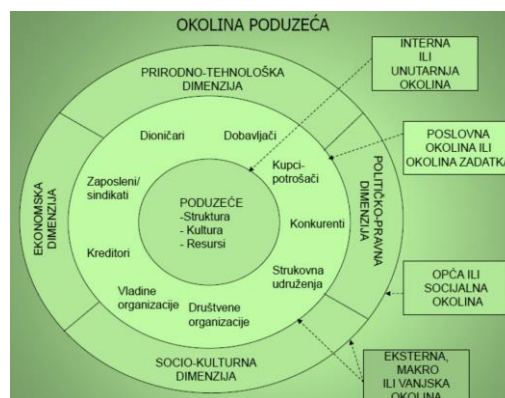 OKOLINA PODUZEĆA
INTERNA
ILI
UNUTARNJA
OKOLINA
PRIRODNO-TEHNOLOŠKA
DIMENZIJA
Dioničari
Dobavljači
POSLOVNA
OKOLINA ILI
OKOLINA ZADATKA
Kupci-
potrošači
Zaposleni/
sindikati
PODUZEĆE
-Struktura
- Kultura
- Resursi
Konkurenti
EKONOMSKA
DIMENZIJA
POLITIČKO-PRAVNA
DIMENZIJA
Kreditori
Strukovna
udruženja
OPĆA ILI
SOCIJALNA
OKOLINA
Vladine
organizacije
Društvene
organizacije
SOCIO-KULTURNA
DIMENZIJA
EKSTERNA,
MAKRO
ILI VANJSKA
OKOLINA